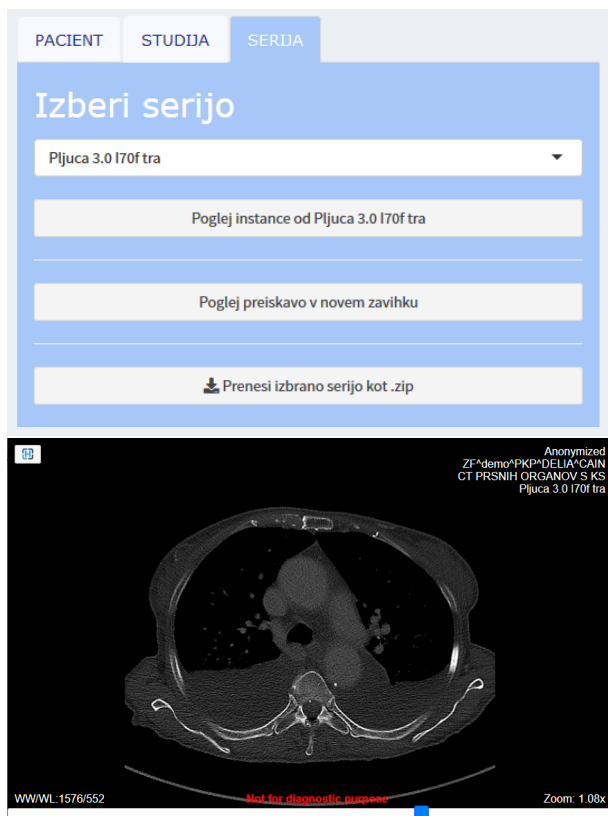 PACIENT STUDIJA SERIJA
Izberi serijo
Pljuca 3.0 I70f tra
Poglej instance od Pljuca 3.0 I70f tra
Poglej preiskavo v novem zavihku
Prenesi izbrano serijo kot .zip
Anonymized
ZF^demo^PKP^DELIA^CAIN
CT PRSNIH ORGANOV S KS
Pljuca 3.0 I70f tra
WW/WL:1576/552 Not for diagnostic purpose Zoom: 1.08x